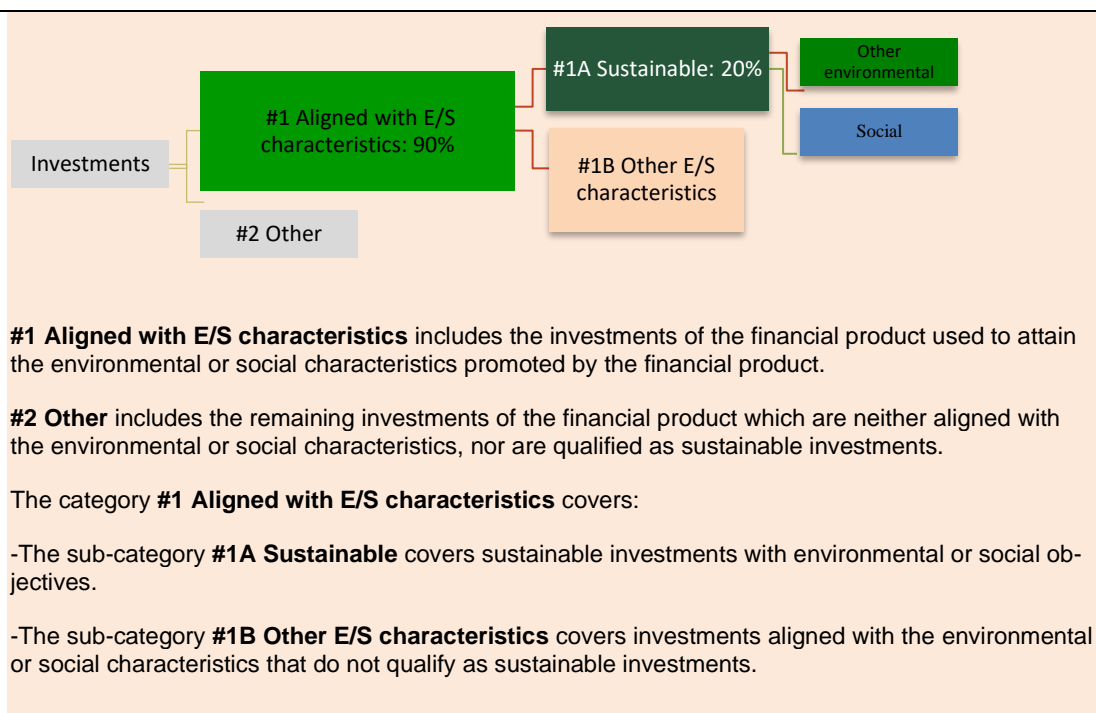 Investments
#1 Aligned with E/S
characteristics: 90%
#2 Other
#1A Sustainable: 20%
#1B Other E/S
characteristics
Other
environmental
Social
#1 Aligned with E/S characteristics includes the investments of the financial product used to attain
the environmental or social characteristics promoted by the financial product.
#2 Other includes the remaining investments of the financial product which are neither aligned with
the environmental or social characteristics, nor are qualified as sustainable investments.
The category #1 Aligned with E/S characteristics covers:
-The sub-category #1A Sustainable covers sustainable investments with environmental or social ob-
jectives.
-The sub-category #1B Other E/S characteristics covers investments aligned with the environmental
or social characteristics that do not qualify as sustainable investments.